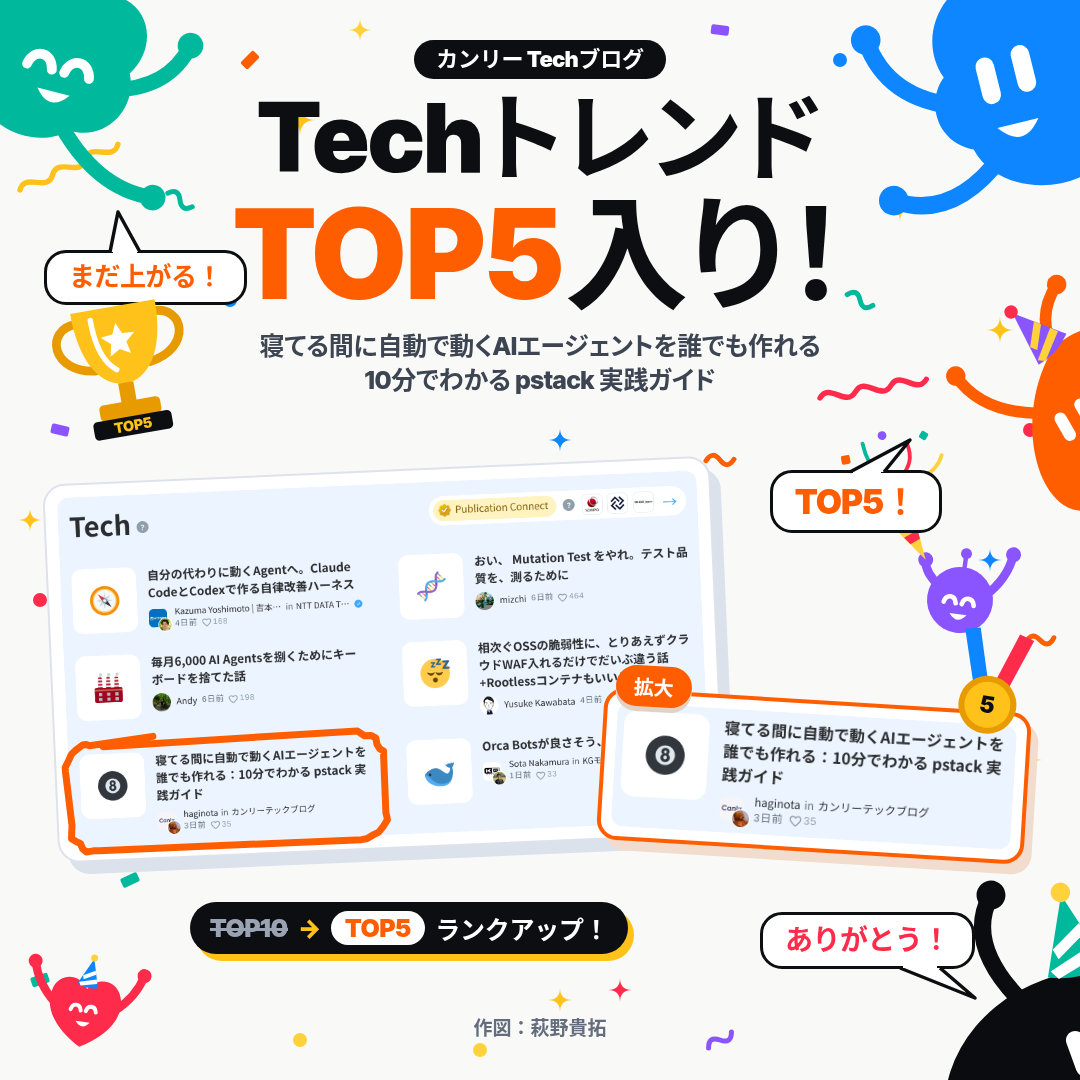 カンリー Techブログ
Techトレンド
TOP5入り!
まだ上がる！
寝てる間に自動で動くAIエージェントを誰でも作れる
10分でわかる pstack 実践ガイド
TOP5
TOP5！
Tech ?
Publication Connect ?
自分の代わりに動くAgentへ。Claude
CodeとCodexで作る自律改善ハーネス
Kazuma Yoshimoto | 吉本… in NTT DATA T…
4日前 168
おい、 Mutation Test をやれ。テスト品
質を、測るために
mizchi 6日前 464
毎月6,000 AI Agentsを捌くためにキー
ボードを捨てた話
Andy 6日前 198
相次ぐOSSの脆弱性に、とりあえずクラ
ウドWAF入れるだけでだいぶ違う話
+Rootlessコンテナもいい
Yusuke Kawabata 4日前
寝てる間に自動で動くAIエージェントを
誰でも作れる：10分でわかる pstack 実
践ガイド
haginota in カンリーテックブログ
3日前 35
Orca Botsが良さそう、
Sota Nakamura in KGモ
1日前 33
拡大
5
8
寝てる間に自動で動くAIエージェントを
誰でも作れる：10分でわかる pstack 実
践ガイド
haginota in カンリーテックブログ
3日前 35
TOP10 → TOP5 ランクアップ！
ありがとう！
作図：萩野貴拓